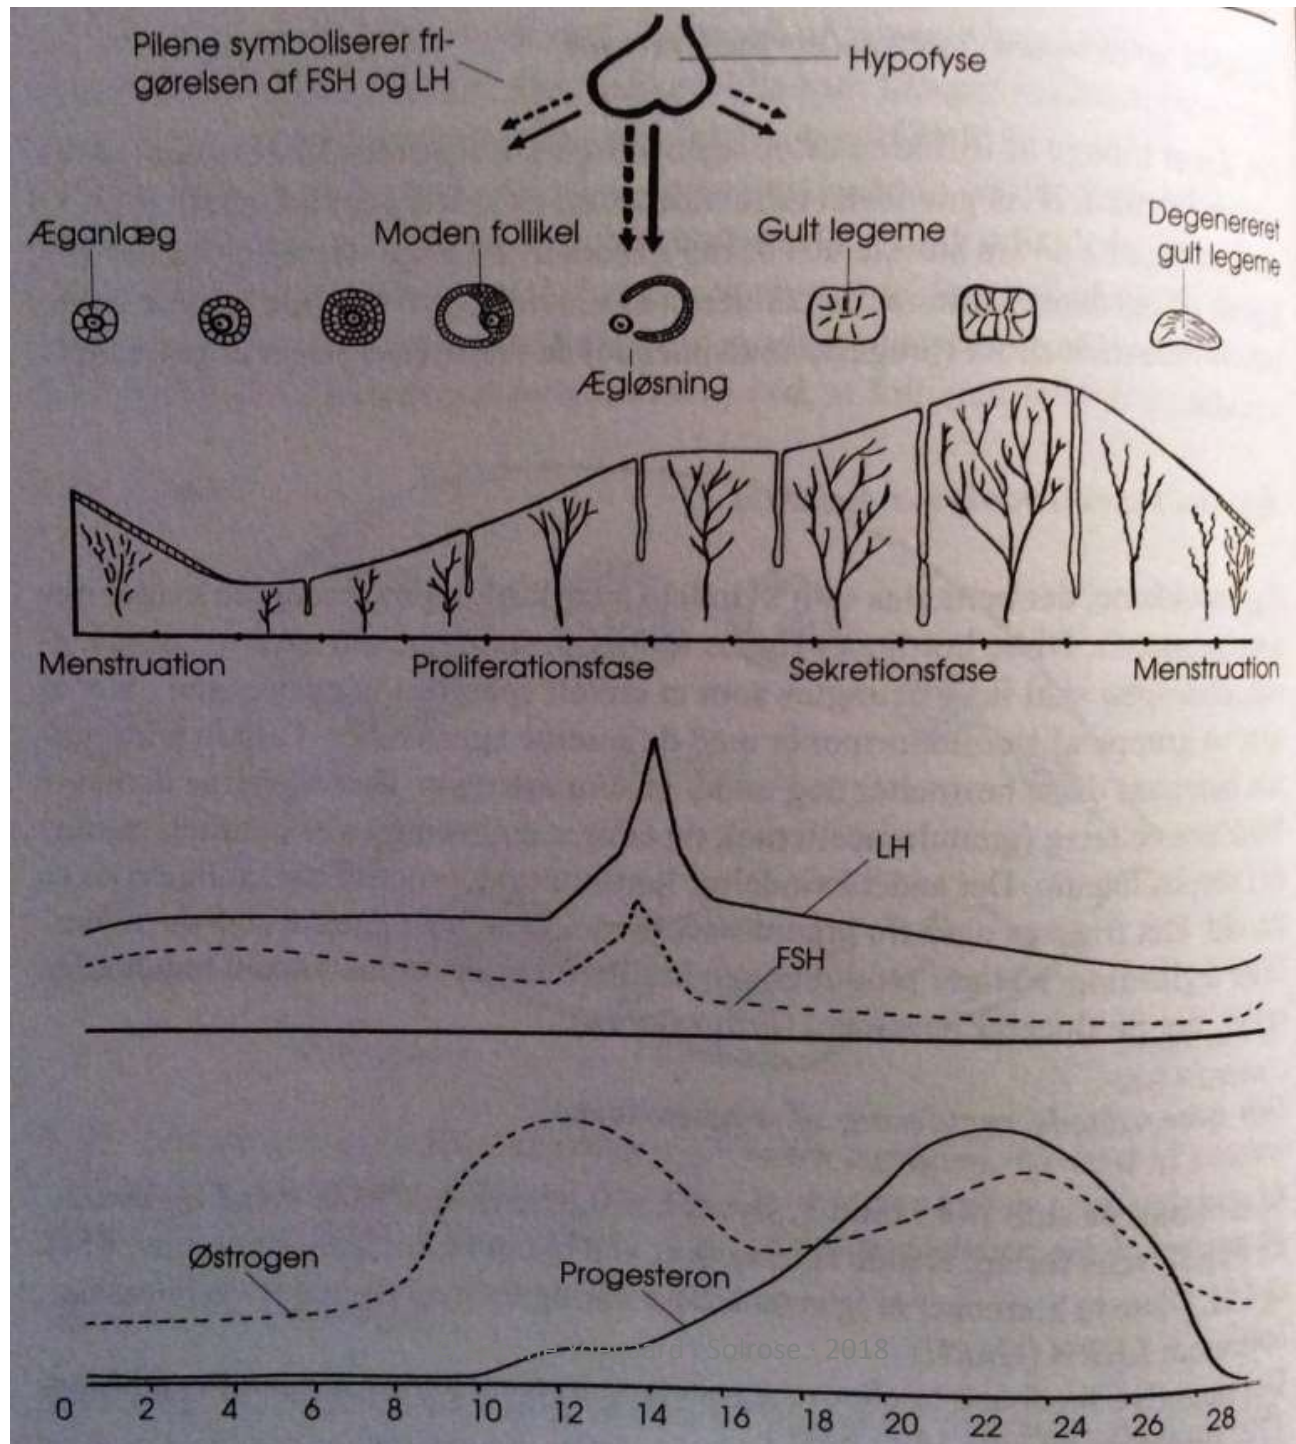 Pilene symboliserer fri-
gørelsen af FSH og LH
Hypofyse
Æganlæg
Moden follikel
Gult legeme
Degenereret
gult legeme
Ægløsning
Menstruation
Proliferationsfase
Sekretionsfase
Menstruation
LH
FSH
Østrogen
Progesteron
2018
0 2 4 6 8 10 12 14 16 18 20 22 24 26 28